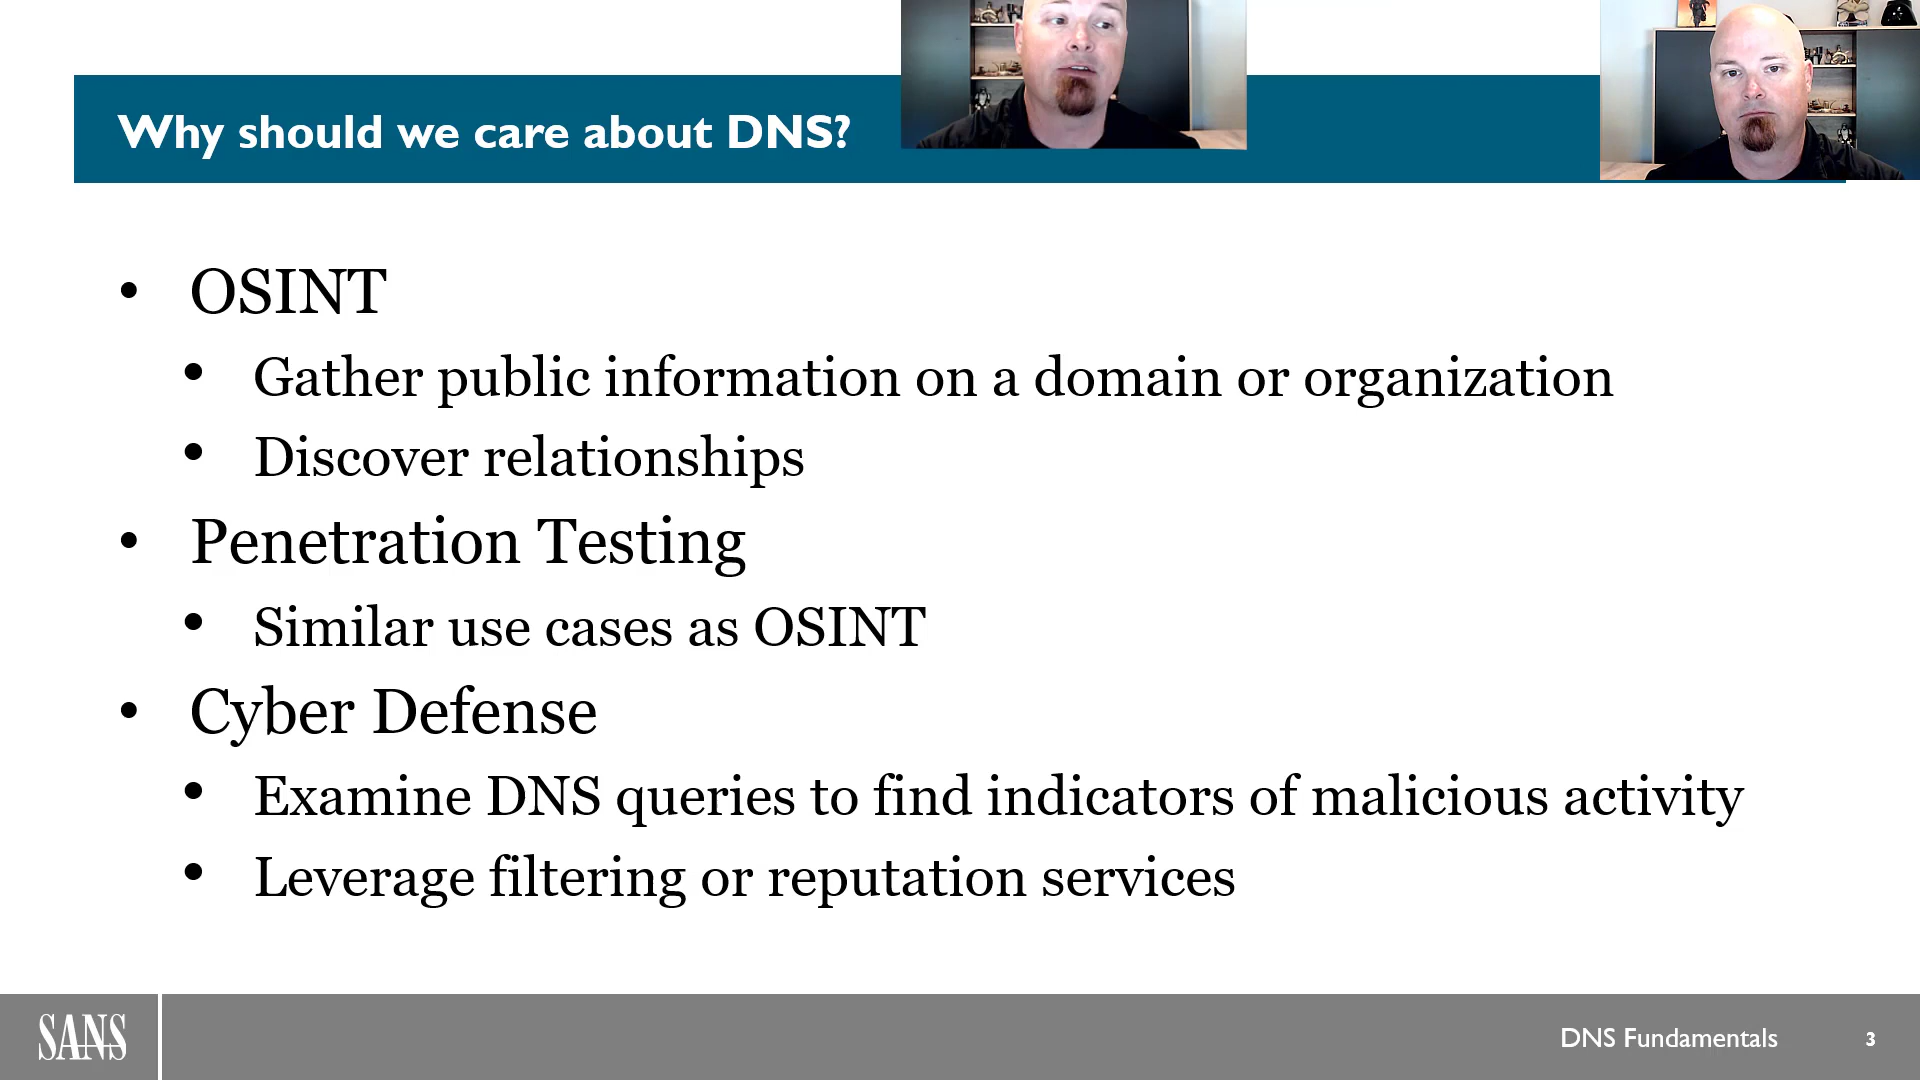 Why should we care about DNS?
• OSINT
• Gather public information on a domain or organization
• Discover relationships
• Penetration Testing
• Similar use cases as OSINT
• Cyber Defense
• Examine DNS queries to find indicators of malicious activity
• Leverage filtering or reputation services
SANS
DNS Fundamentals
3